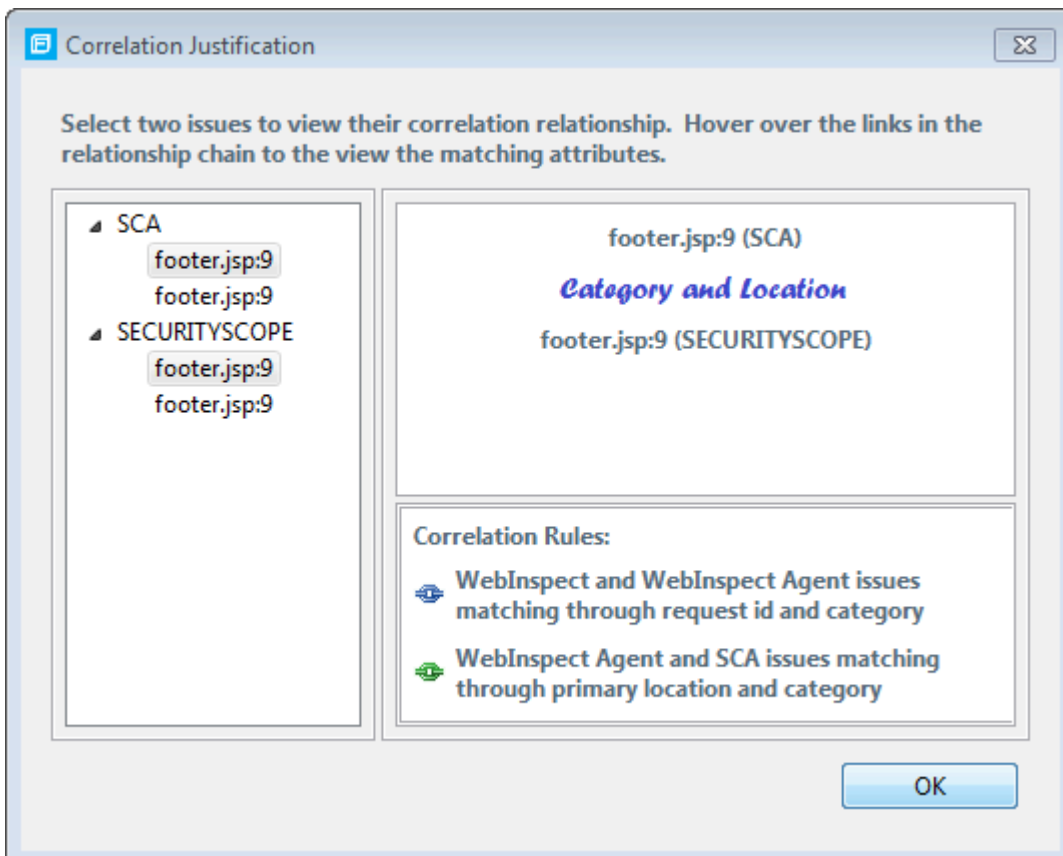 Correlation Justification
Select two issues to view their correlation relationship.  Hover over the links in the
relationship chain to the view the matching attributes.
SCA
footer.jsp:9
footer.jsp:9
SECURITYSCOPE
footer.jsp:9
footer.jsp:9
footer.jsp:9 (SCA)
Category and Location
footer.jsp:9 (SECURITYSCOPE)
Correlation Rules:
WebInspect and WebInspect Agent issues
matching through request id and category
WebInspect Agent and SCA issues matching
through primary location and category
OK